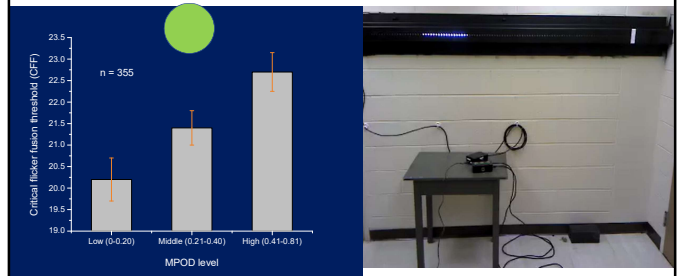 Critical flicker fusion threshold (CFF)
23.5
23.0
22.5
22.0
21.5
21.0
20.5
20.0
19.5
19.0
n = 355
Low (0-0.20) Middle (0.21-0.40) High (0.41-0.81)
MPOD level